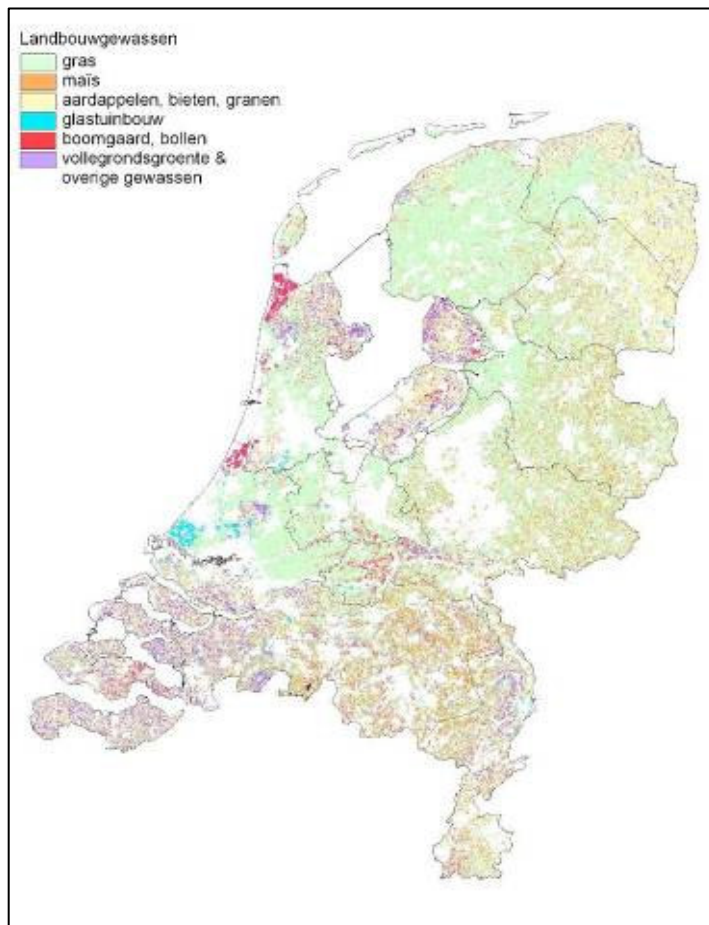 Landbouwgewassen
gras
maïs
aardappelen, bieten, granen
glastuinbouw
boomgaard, bollen
vollegrondsgroente &
overige gewassen